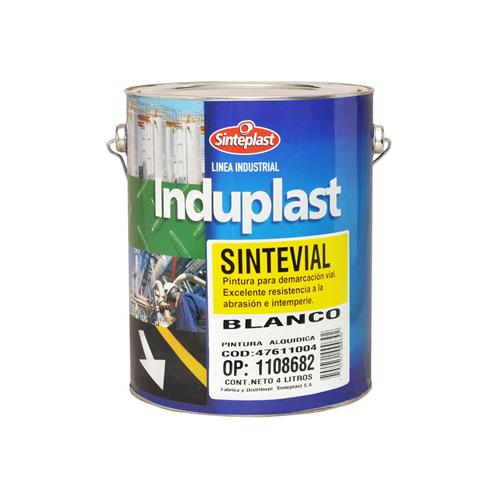 Sinteplast
LINEA INDUSTRIAL
Induplast
SINTEVIAL
Pintura para demarcación vial.
Excelente resistencia a la
abrasión e intemperie.
BLANCO
PINTURA ALQUIDICA
COD:47611004
OP: 1108682
CONT. NETO 4 LITROS
Fabrica y Distribuye Sinteplast S.A